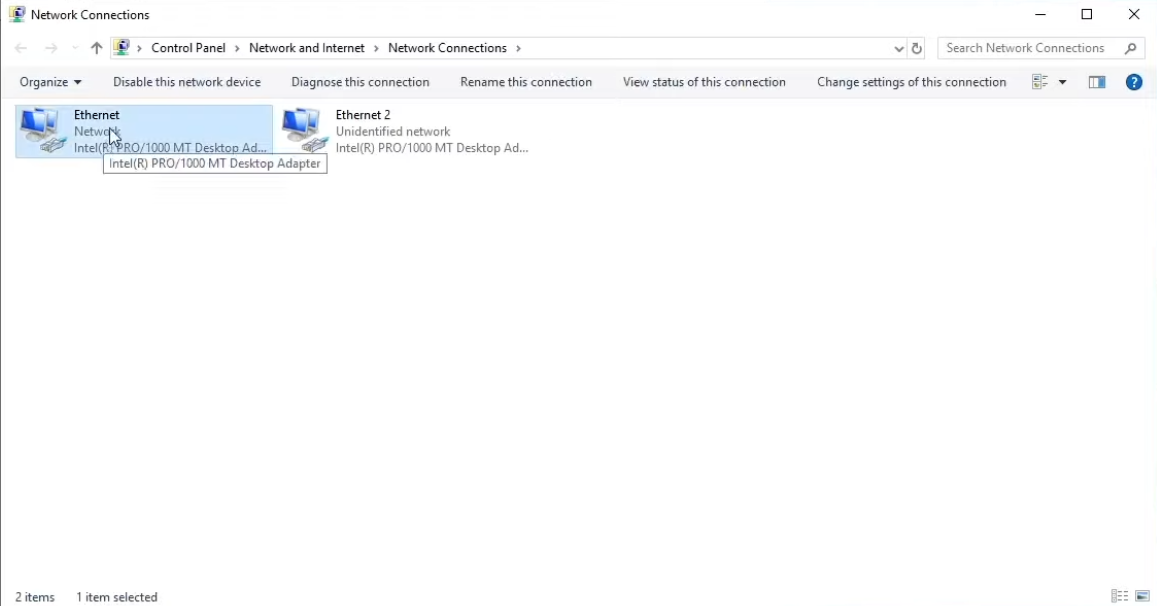 Network Connections
Control Panel › Network and Internet › Network Connections ›
Search Network Connections
Organize Disable this network device Diagnose this connection Rename this connection View status of this connection Change settings of this connection ?
Ethernet
Network
Intel(R) PRO/1000 MT Desktop Ad...
Intel(R) PRO/1000 MT Desktop Adapter
Ethernet 2
Unidentified network
Intel(R) PRO/1000 MT Desktop Ad...
2 items 1 item selected